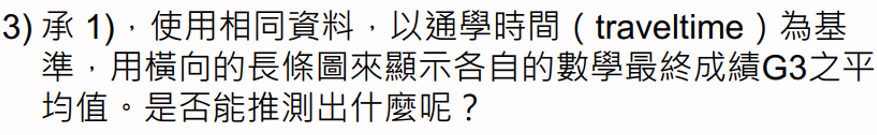 3) 承 1)，使用相同資料，以通學時間（traveltime）為基
準，用橫向的長條圖來顯示各自的數學最終成績G3之平
均值。是否能推測出什麼呢？